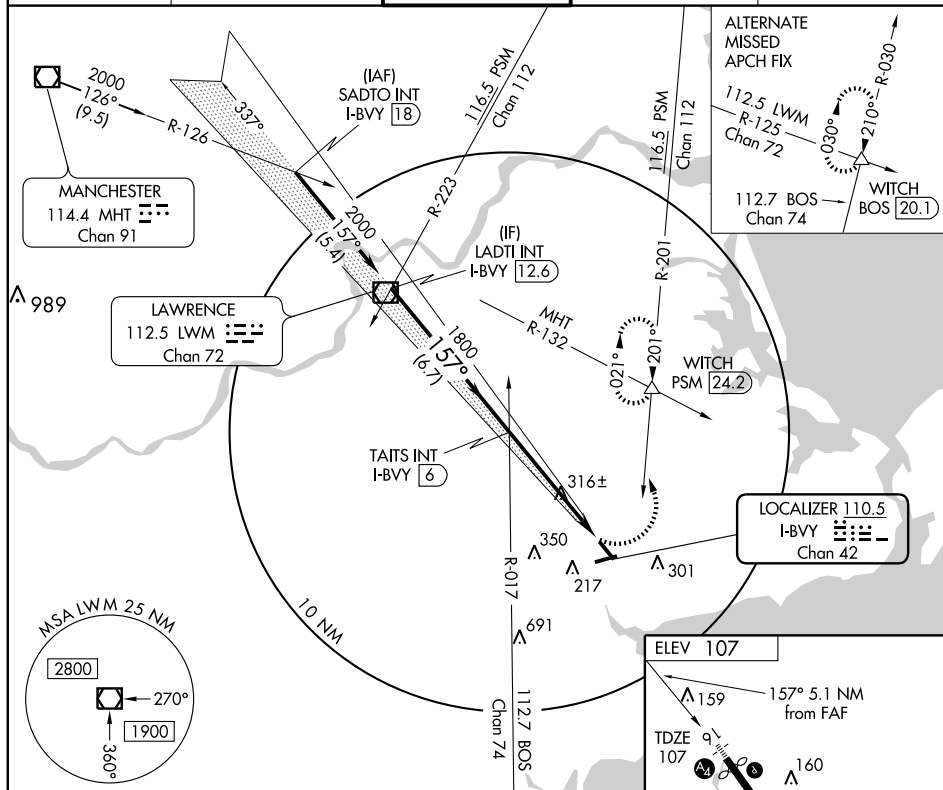 2000
126°
(9.5)
R-126
MANCHESTER
114.4 MHT
Chan 91
337°
(IAF)
SADTO INT
I-BVY 18
116.5 PSM
Chan 112
R-223
116.5 PSM
Chan 112
R-201
ALTERNATE
MISSED
APCH FIX
112.5 LWM
R-125
Chan 72
030°
210°
R-030
112.7 BOS
Chan 74
WITCH
BOS 20.1
2000
157°
(5.4)
(IF)
LADTI INT
I-BVY 12.6
989
LAWRENCE
112.5 LWM
Chan 72
1800
157°
(6.7)
MHT
R-132
021°
201°
WITCH
PSM 24.2
TAITS INT
I-BVY 6
316±
LOCALIZER 110.5
I-BVY
Chan 42
350
217
301
R-017
691
10 NM
112.7 BOS
Chan 74
MSA LWM 25 NM
2800
270°
1900
360°
ELEV 107
159
157° 5.1 NM
from FAF
TDZE
107
16
A4
160